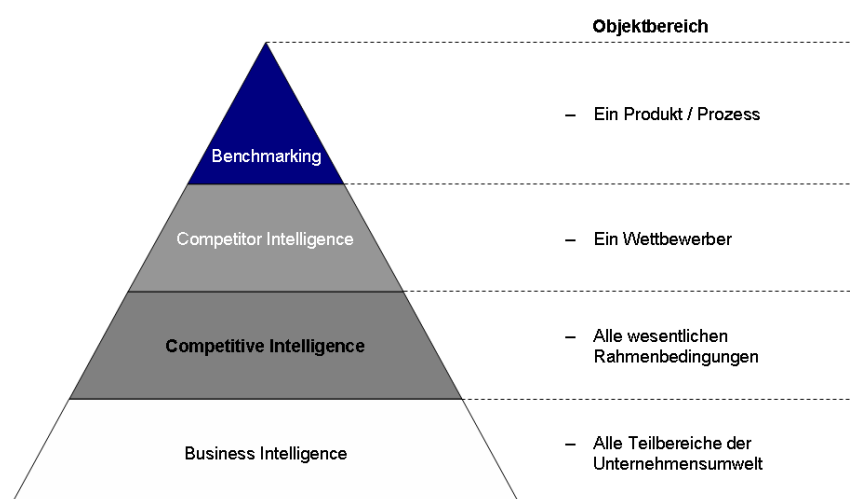 Objektbereich
Benchmarking
– Ein Produkt / Prozess
Competitor Intelligence
– Ein Wettbewerber
Competitive Intelligence
– Alle wesentlichen
Rahmenbedingungen
Business Intelligence
– Alle Teilbereiche der
Unternehmensumwelt